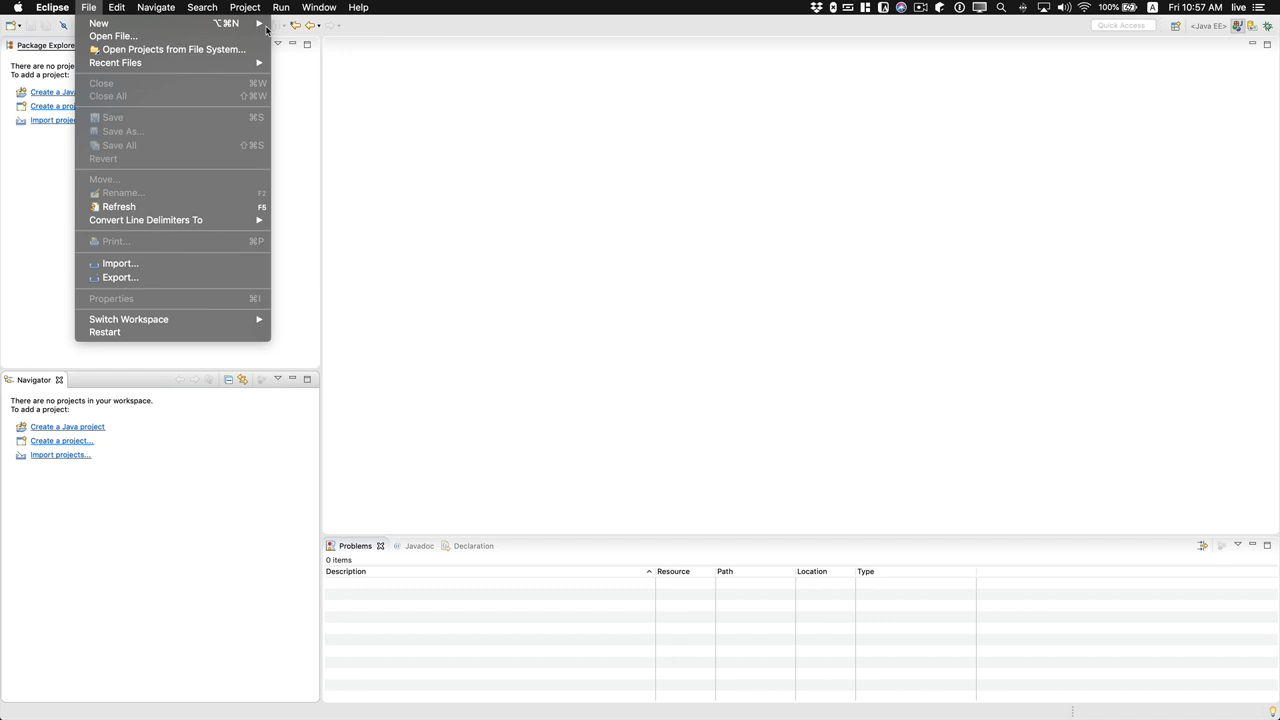 Eclipse File Edit Navigate Search Project Run Window Help 100% Fri 10:57 AM live
New ⌥⌘N
Open File...
Open Projects from File System...
Recent Files
Close ⌘W
Close All ⇧⌘W
Save ⌘S
Save As...
Save All ⇧⌘S
Revert
Move...
Rename... F2
Refresh F5
Convert Line Delimiters To
Print... ⌘P
Import...
Export...
Properties ⌘I
Switch Workspace
Restart
Quick Access <Java EE>
Package Explore
There are no proje
To add a project:
Create a Java
Create a proj
Import projec
Navigator
There are no projects in your workspace.
To add a project:
Create a Java project
Create a project...
Import projects...
Problems Javadoc Declaration
0 items
Description Resource Path Location Type